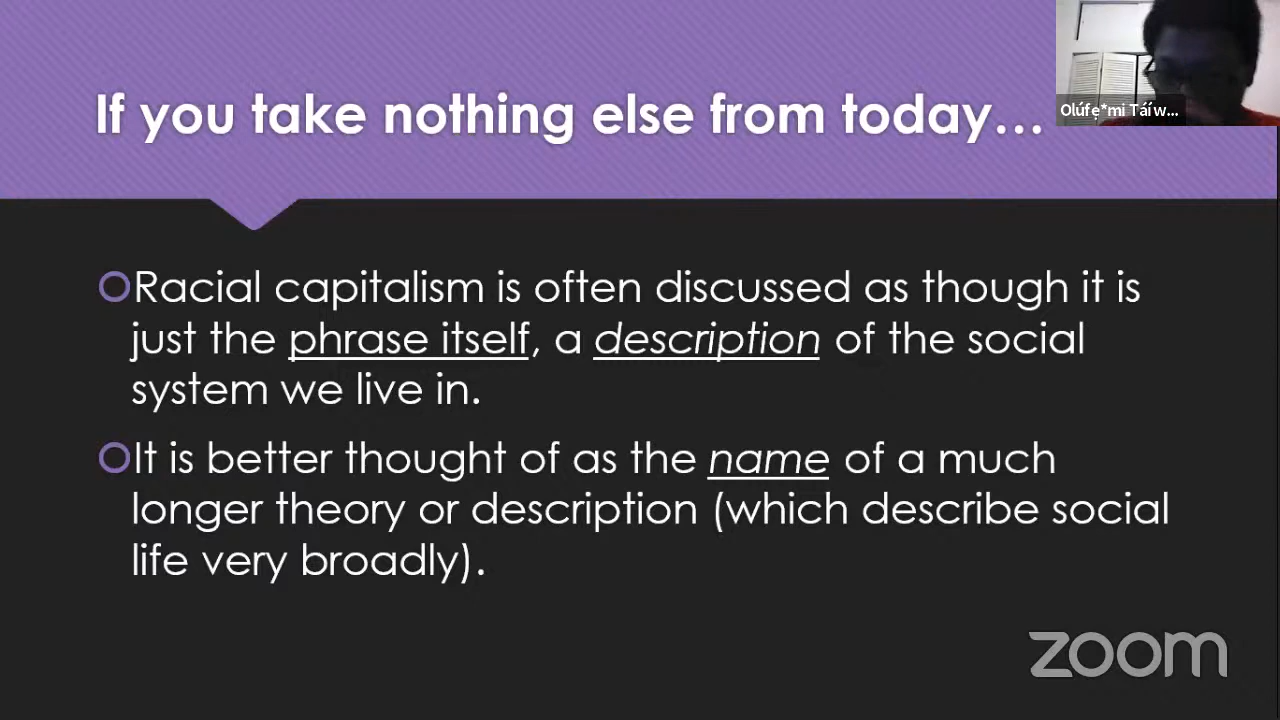 If you take nothing else from today…
Olúfẹ*mi Táíw...
Racial capitalism is often discussed as though it is
just the phrase itself, a description of the social
system we live in.
It is better thought of as the name of a much
longer theory or description (which describe social
life very broadly).
zoom